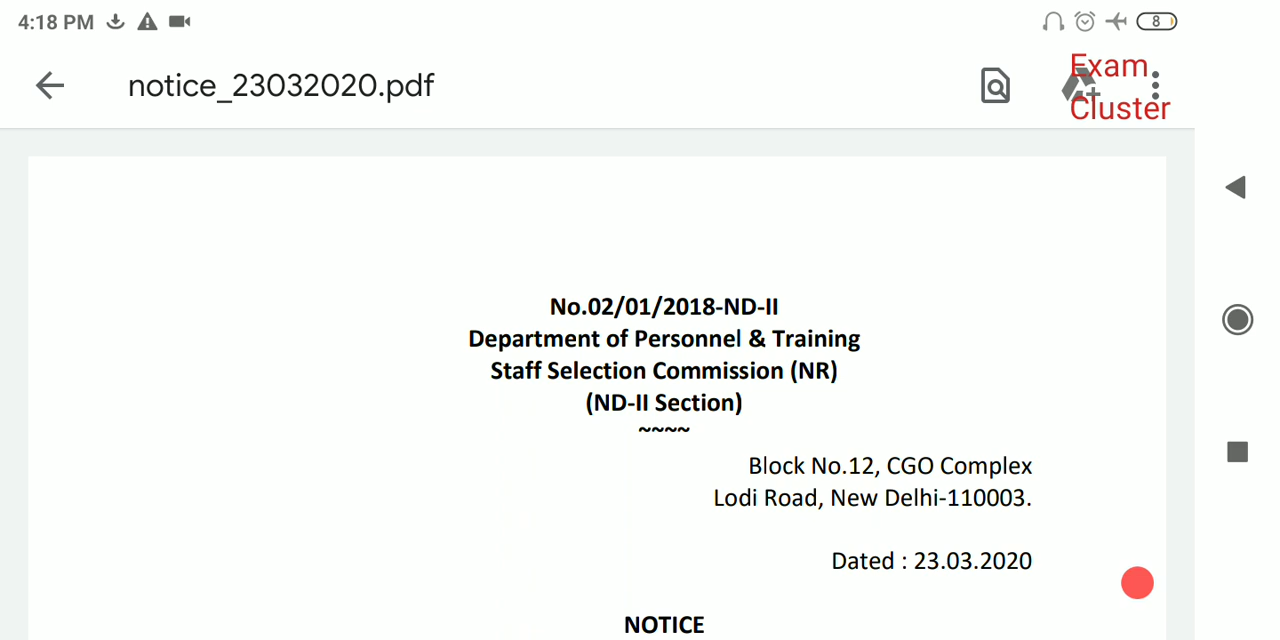 4:18 PM
8
notice_23032020.pdf
Exam
Cluster
No.02/01/2018-ND-II
Department of Personnel & Training
Staff Selection Commission (NR)
(ND-II Section)
~~~~
Block No.12, CGO Complex
Lodi Road, New Delhi-110003.
Dated : 23.03.2020
NOTICE